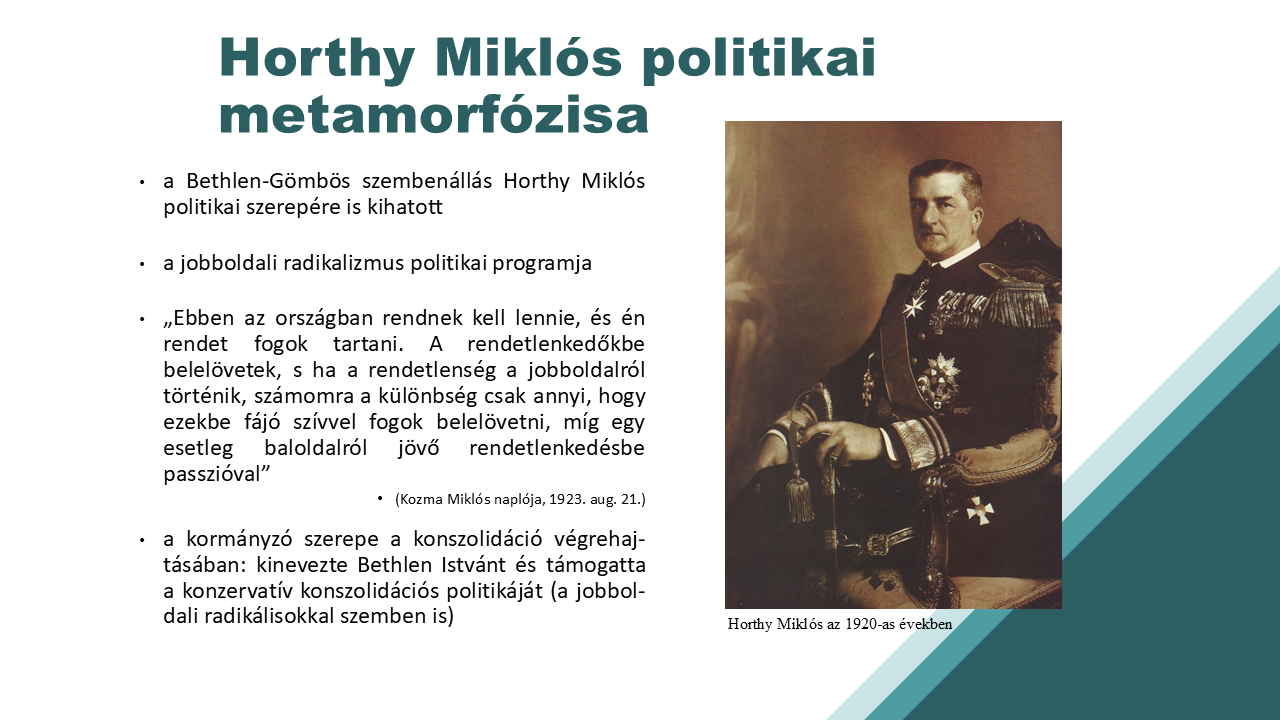 Horthy Miklós politikai
metamorfózisa
• a Bethlen-Gömbös szembenállás Horthy Miklós
politikai szerepére is kihatott
• a jobboldali radikalizmus politikai programja
• „Ebben az országban rendnek kell lennie, és én
rendet fogok tartani. A rendetlenkedőkbe
belelövetek, s ha a rendetlenség a jobboldalról
történik, számomra a különbség csak annyi, hogy
ezekbe fájó szívvel fogok belelövetni, míg egy
esetleg baloldalról jövő rendetlenkedésbe
passzióval”
• (Kozma Miklós naplója, 1923. aug. 21.)
• a kormányzó szerepe a konszolidáció végrehaj-
tásában: kinevezte Bethlen Istvánt és támogatta
a konzervatív konszolidációs politikáját (a jobbol-
dali radikálisokkal szemben is)
Horthy Miklós az 1920-as években